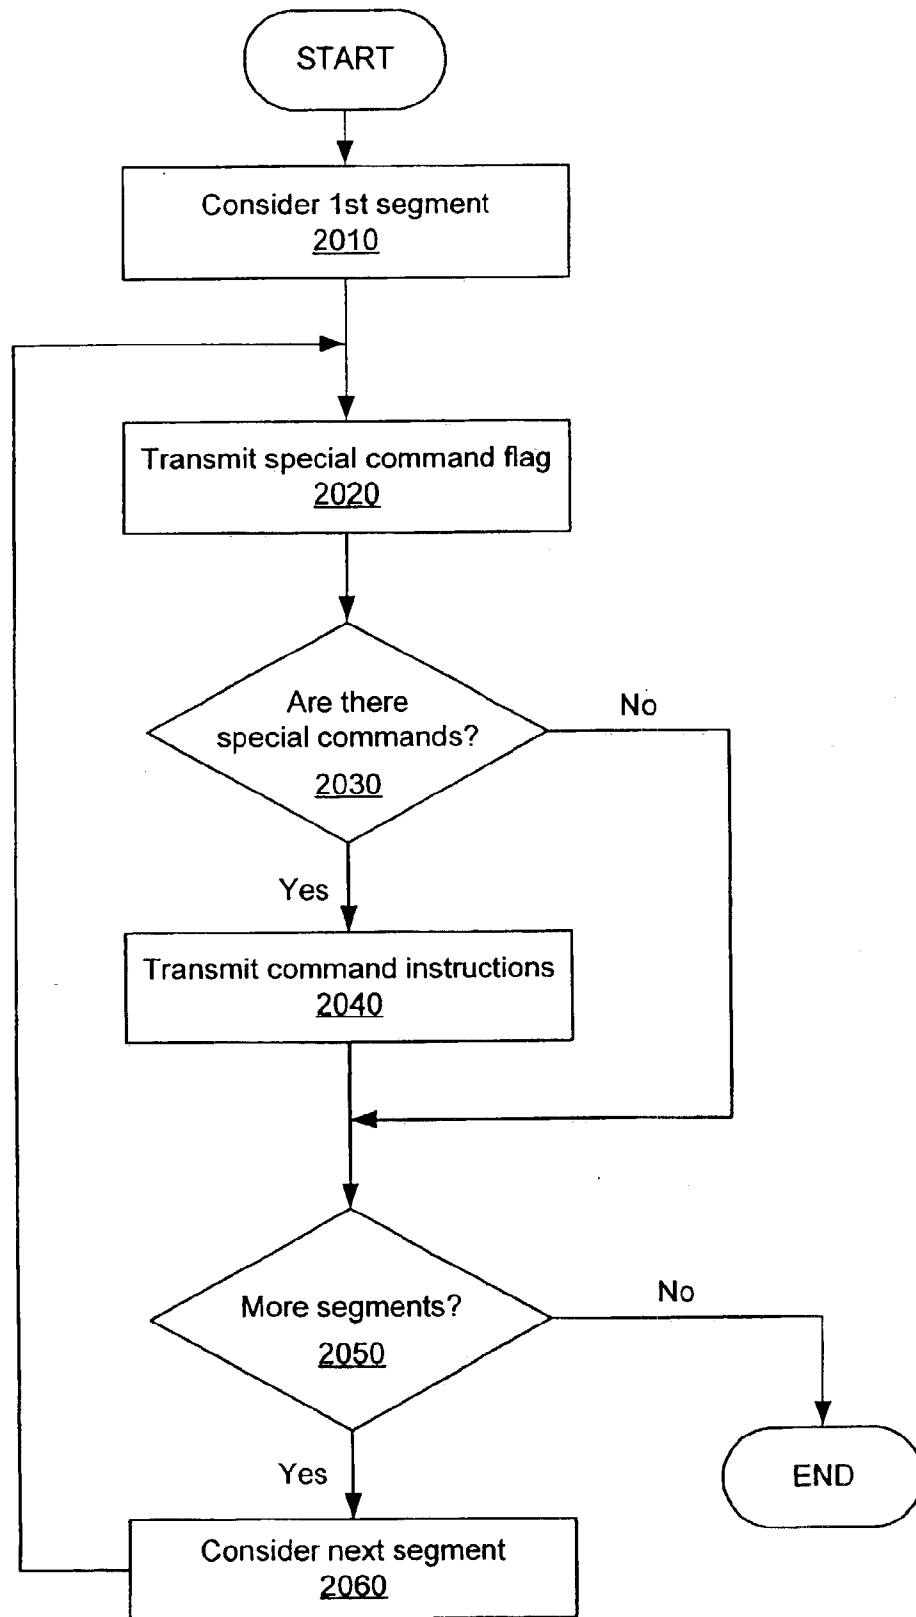 START
Consider 1st segment
2010
Transmit special command flag
2020
Are there
special commands?
2030
No
Yes
Transmit command instructions
2040
More segments?
2050
No
Yes
END
Consider next segment
2060